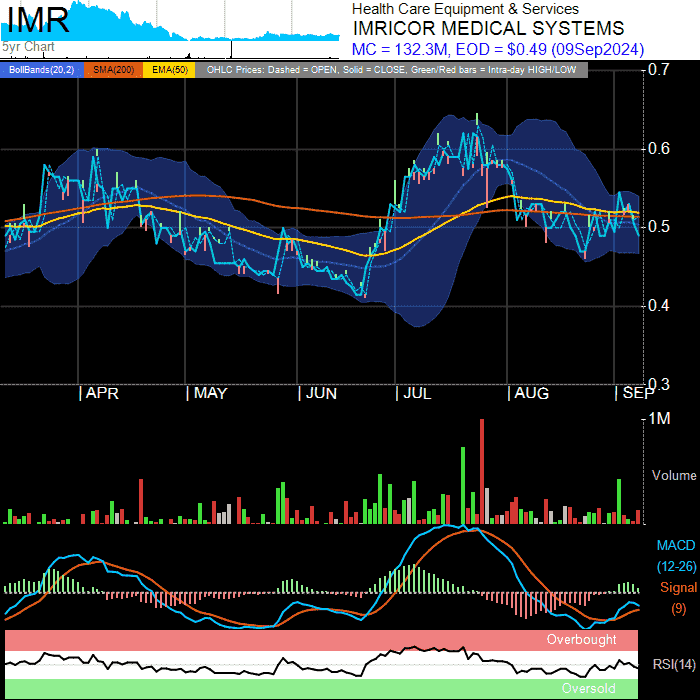 IMR
5yr Chart
Health Care Equipment & Services
IMRICOR MEDICAL SYSTEMS
MC = 132.3M, EOD = $0.49 (09Sep2024)
BollBands(20,2) SMA(200) EMA(50) OHLC Prices: Dashed = OPEN, Solid = CLOSE, Green/Red bars = Intra-day HIGH/LOW
0.7
0.6
0.5
0.4
0.3
| APR | MAY | JUN | JUL | AUG | SEP
1M
Volume
MACD
(12-26)
Signal
(9)
Overbought
RSI(14)
Oversold